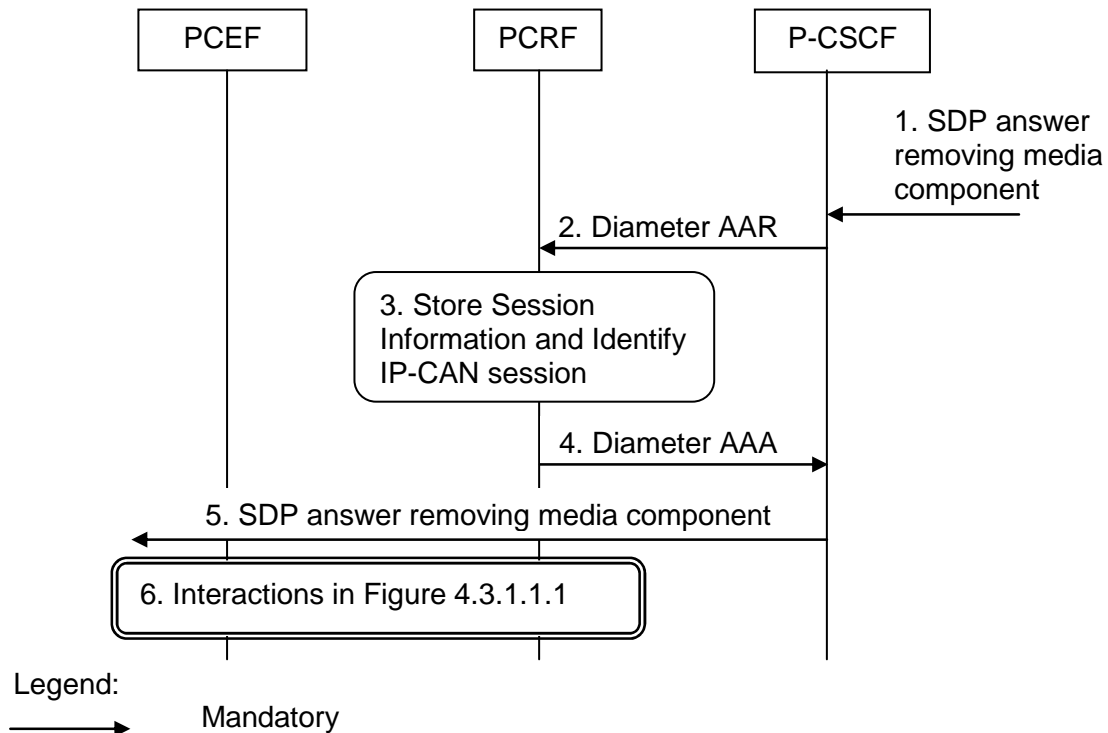 PCEF
PCRF
P-CSCF
1. SDP answer
removing media
component
2. Diameter AAR
3. Store Session
Information and Identify
IP-CAN session
4. Diameter AAA
5. SDP answer removing media component
6. Interactions in Figure 4.3.1.1.1
Legend:
Mandatory